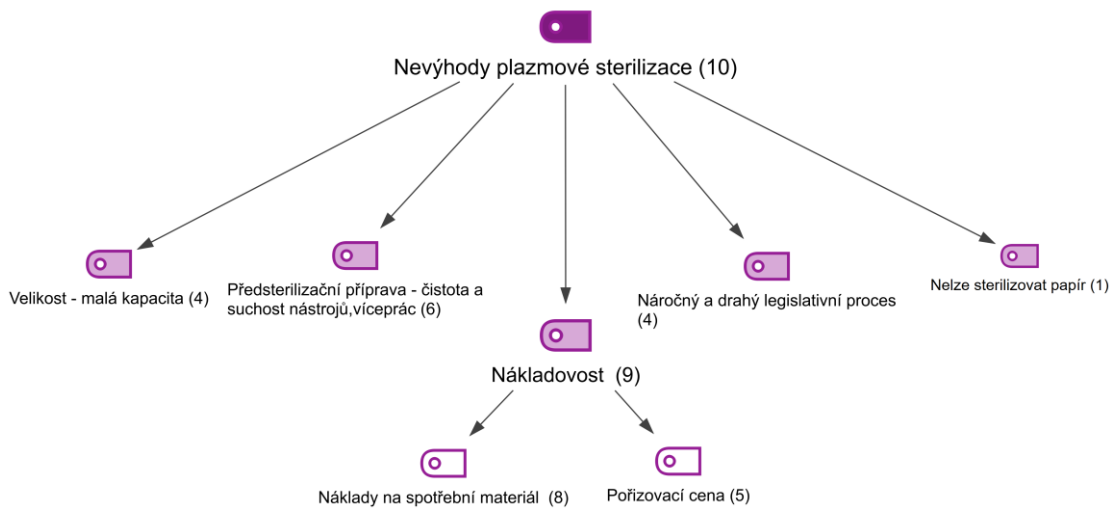 Nevýhody plazmové sterilizace (10)
Velikost - malá kapacita (4)
Předsterilizační příprava - čistota a
suchost nástrojů,víceprác (6)
Nákladovost (9)
Náročný a drahý legislativní proces
(4)
Nelze sterilizovat papír (1)
Náklady na spotřební materiál (8)
Pořizovací cena (5)